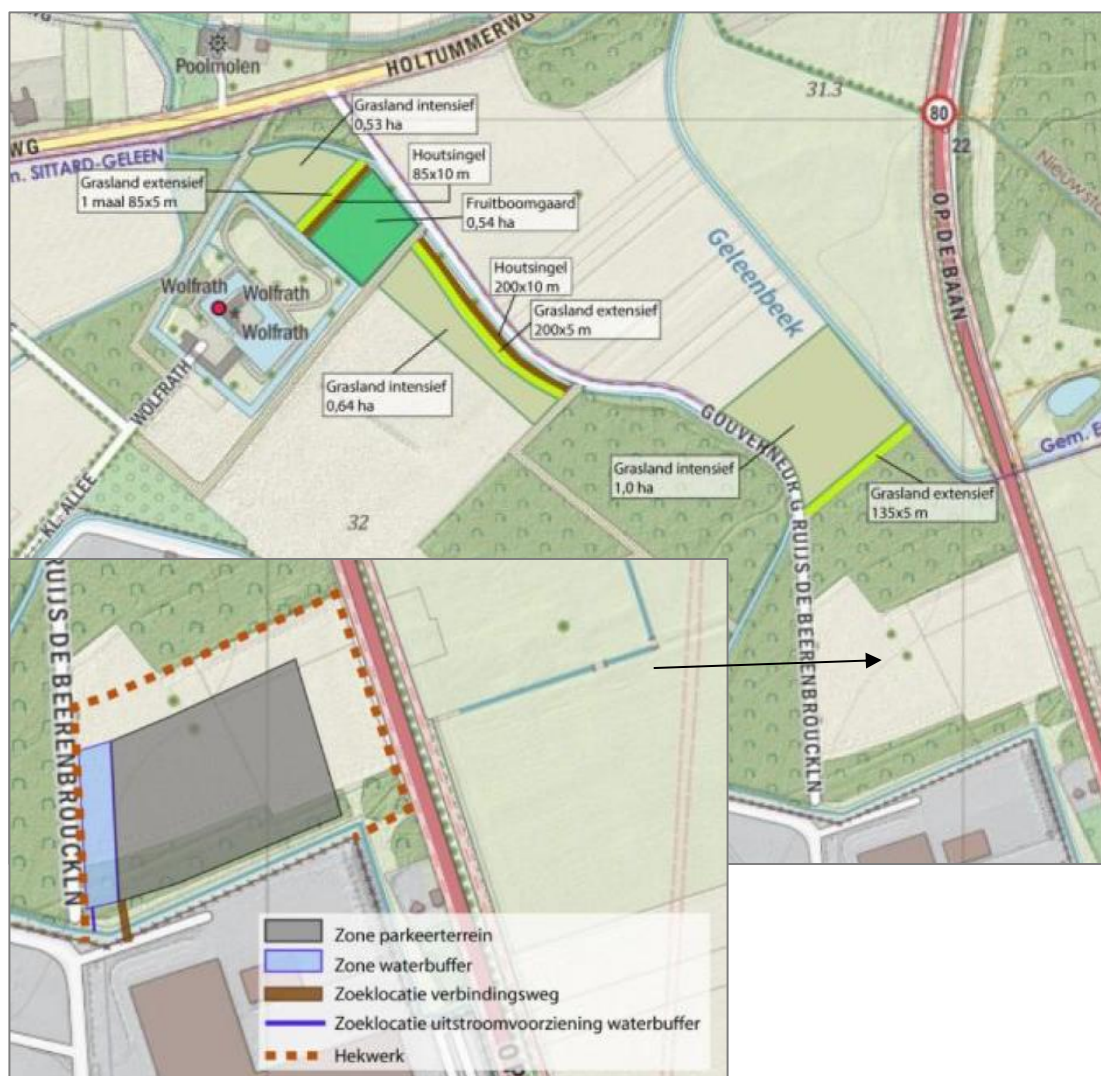 Poolmolen
HOLTUMMERWG
WG
SITTARD-GELEEN
Grasland intensief
0,53 ha
Grasland extensief
1 maal 85x5 m
Houtsingel
85x10 m
Fruitboomgaard
0,54 ha
31.3
80
22
OP DE BAAN
Geleenbeek
Houtsingel
200x10 m
Grasland extensief
200x5 m
Wolfrath
Wolfrath
Wolfrath
WOLFRATH
Grasland intensief
0,64 ha
KL. ALLEE
32
GOUVERNEUR G RUIJS DE BEERENBROUCKLN
Grasland intensief
1,0 ha
Grasland extensief
135x5 m
Gem.
RUIJS DE BEERENBROUCKLN
Zone parkeerterrein
Zone waterbuffer
Zoeklocatie verbindingsweg
Zoeklocatie uitstroomvoorziening waterbuffer
Hekwerk